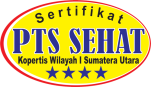 Sertifikat
PTS SEHAT
Kopertis Wilayah I Sumatera Utara